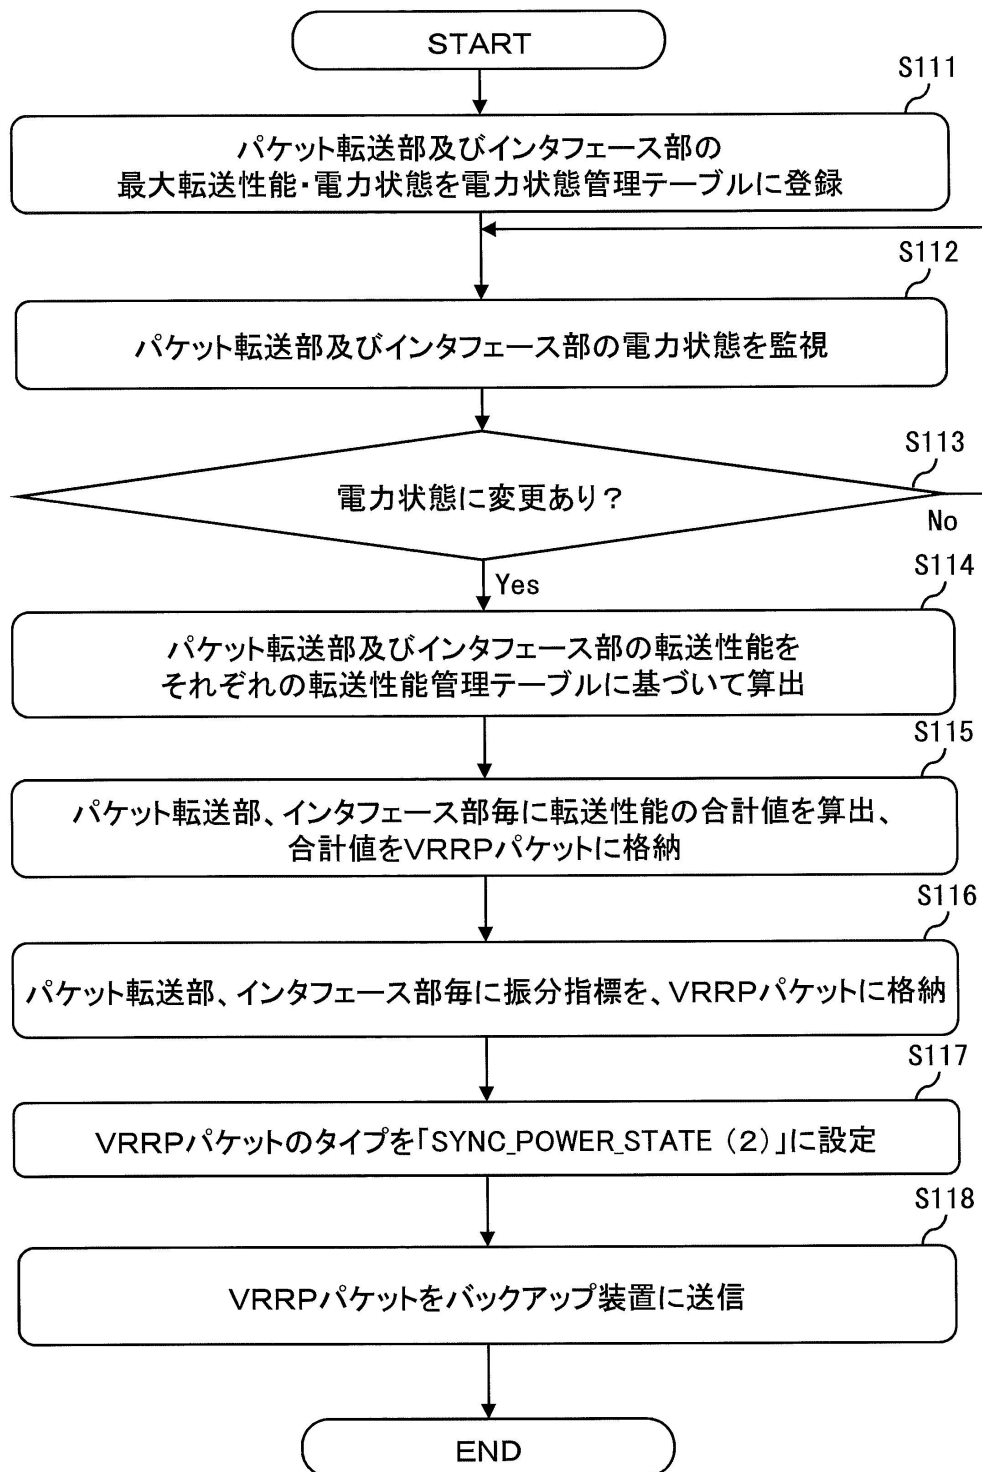 START
S111
パケット転送部及びインタフェース部の
最大転送性能・電力状態を電力状態管理テーブルに登録
S112
パケット転送部及びインタフェース部の電力状態を監視
S113
電力状態に変更あり?
No
Yes
S114
パケット転送部及びインタフェース部の転送性能を
それぞれの転送性能管理テーブルに基づいて算出
S115
パケット転送部、インタフェース部毎に転送性能の合計値を算出、
合計値をVRRPパケットに格納
S116
パケット転送部、インタフェース部毎に振分指標を、VRRPパケットに格納
S117
VRRPパケットのタイプを「SYNC_POWER_STATE (2)」に設定
S118
VRRPパケットをバックアップ装置に送信
END